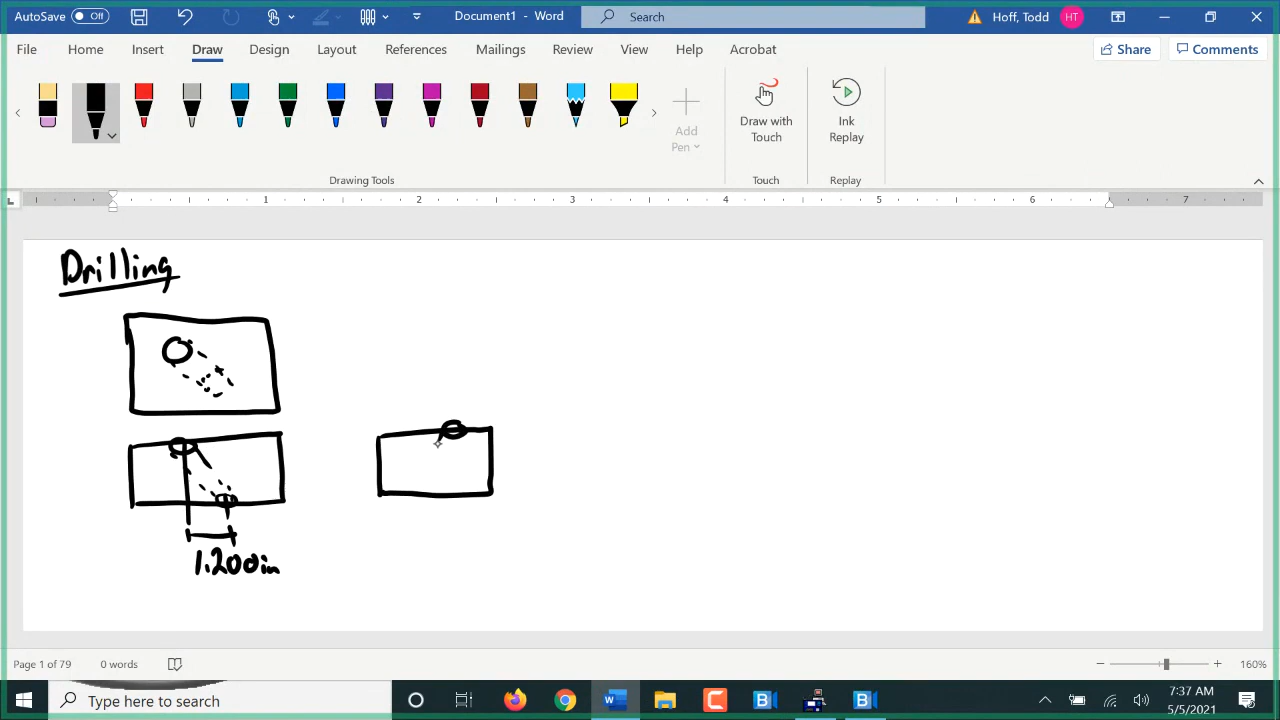 AutoSave Off Document1 - Word Search Hoff, Todd HT
File Home Insert Draw Design Layout References Mailings Review View Help Acrobat Share Comments
Add Pen
Draw with Touch
Ink Replay
Drawing Tools Touch Replay
1 2 3 4 5 6 7
Drilling
1.200in
Page 1 of 79 0 words 160%
Type here to search
7:37 AM
5/5/2021